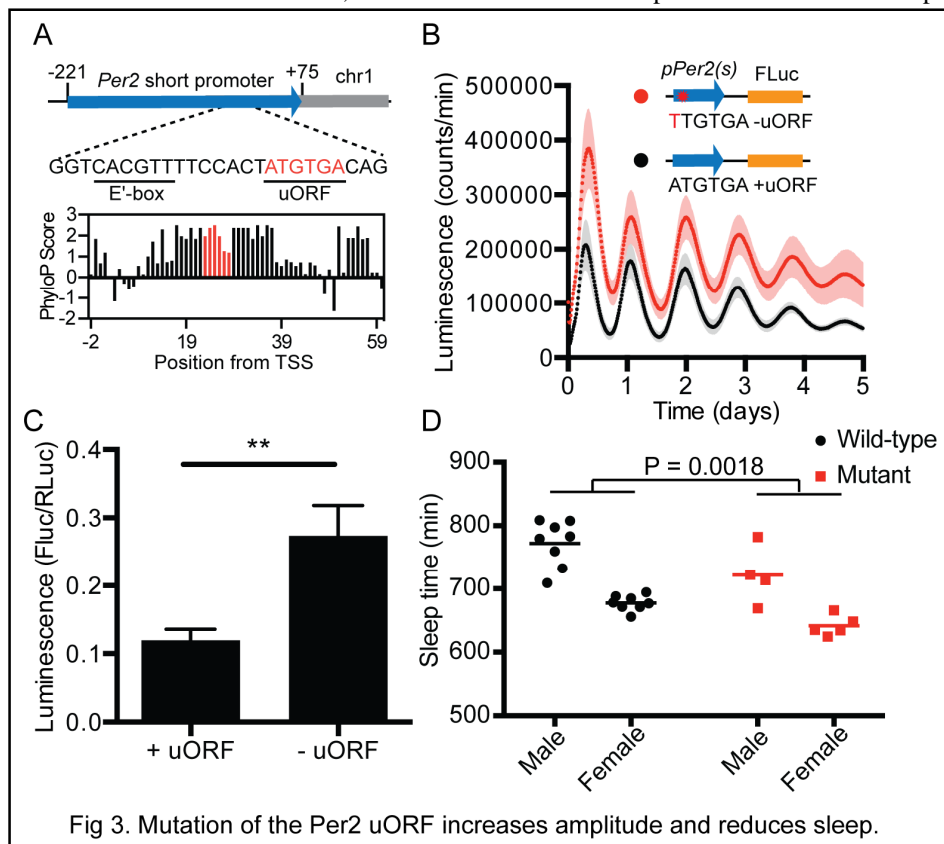 A
-221
Per2 short promoter
+75
chr1
GGTCACGTTTTCCACTATGTGACAG
E'-box
uORF
PhyloP Score
3
2
1
0
-1
-2
-2
19
39
59
Position from TSS
B
pPer2(s)
FLuc
TTGTGA -uORF
ATGTGA +uORF
Luminescence (counts/min)
500000
400000
300000
200000
100000
0
0
1
2
3
4
5
Time (days)
C
**
Luminescence (Fluc/RLuc)
0.4
0.3
0.2
0.1
0.0
+ uORF
- uORF
D
Wild-type
Mutant
P = 0.0018
Sleep time (min)
900
800
700
600
500
Male
Female
Male
Female
Fig 3. Mutation of the Per2 uORF increases amplitude and reduces sleep.